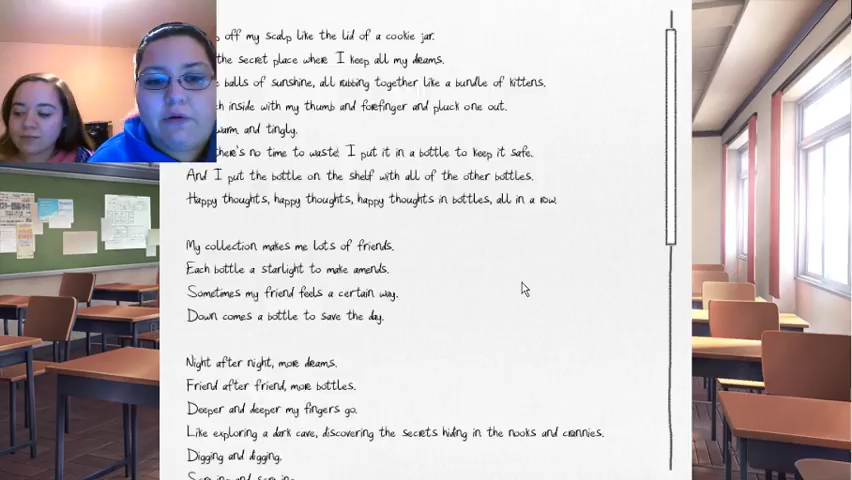 off my scalp like the lid of a cookie jar.
the secret place where I keep all my dreams.
balls of sunshine, all rubbing together like a bundle of kittens.
inside with my thumb and forefinger and pluck one out.
warm and tingly.
there's no time to waste! I put it in a bottle to keep it safe.
And I put the bottle on the shelf with all of the other bottles.
Happy thoughts, happy thoughts, happy thoughts in bottles, all in a row.
My collection makes me lots of friends.
Each bottle a starlight to make amends.
Sometimes my friend feels a certain way.
Down comes a bottle to save the day.
Night after night, more dreams.
Friend after friend, more bottles.
Deeper and deeper my fingers go.
Like exploring a dark cave, discovering the secrets hiding in the nooks and crannies.
Digging and digging.